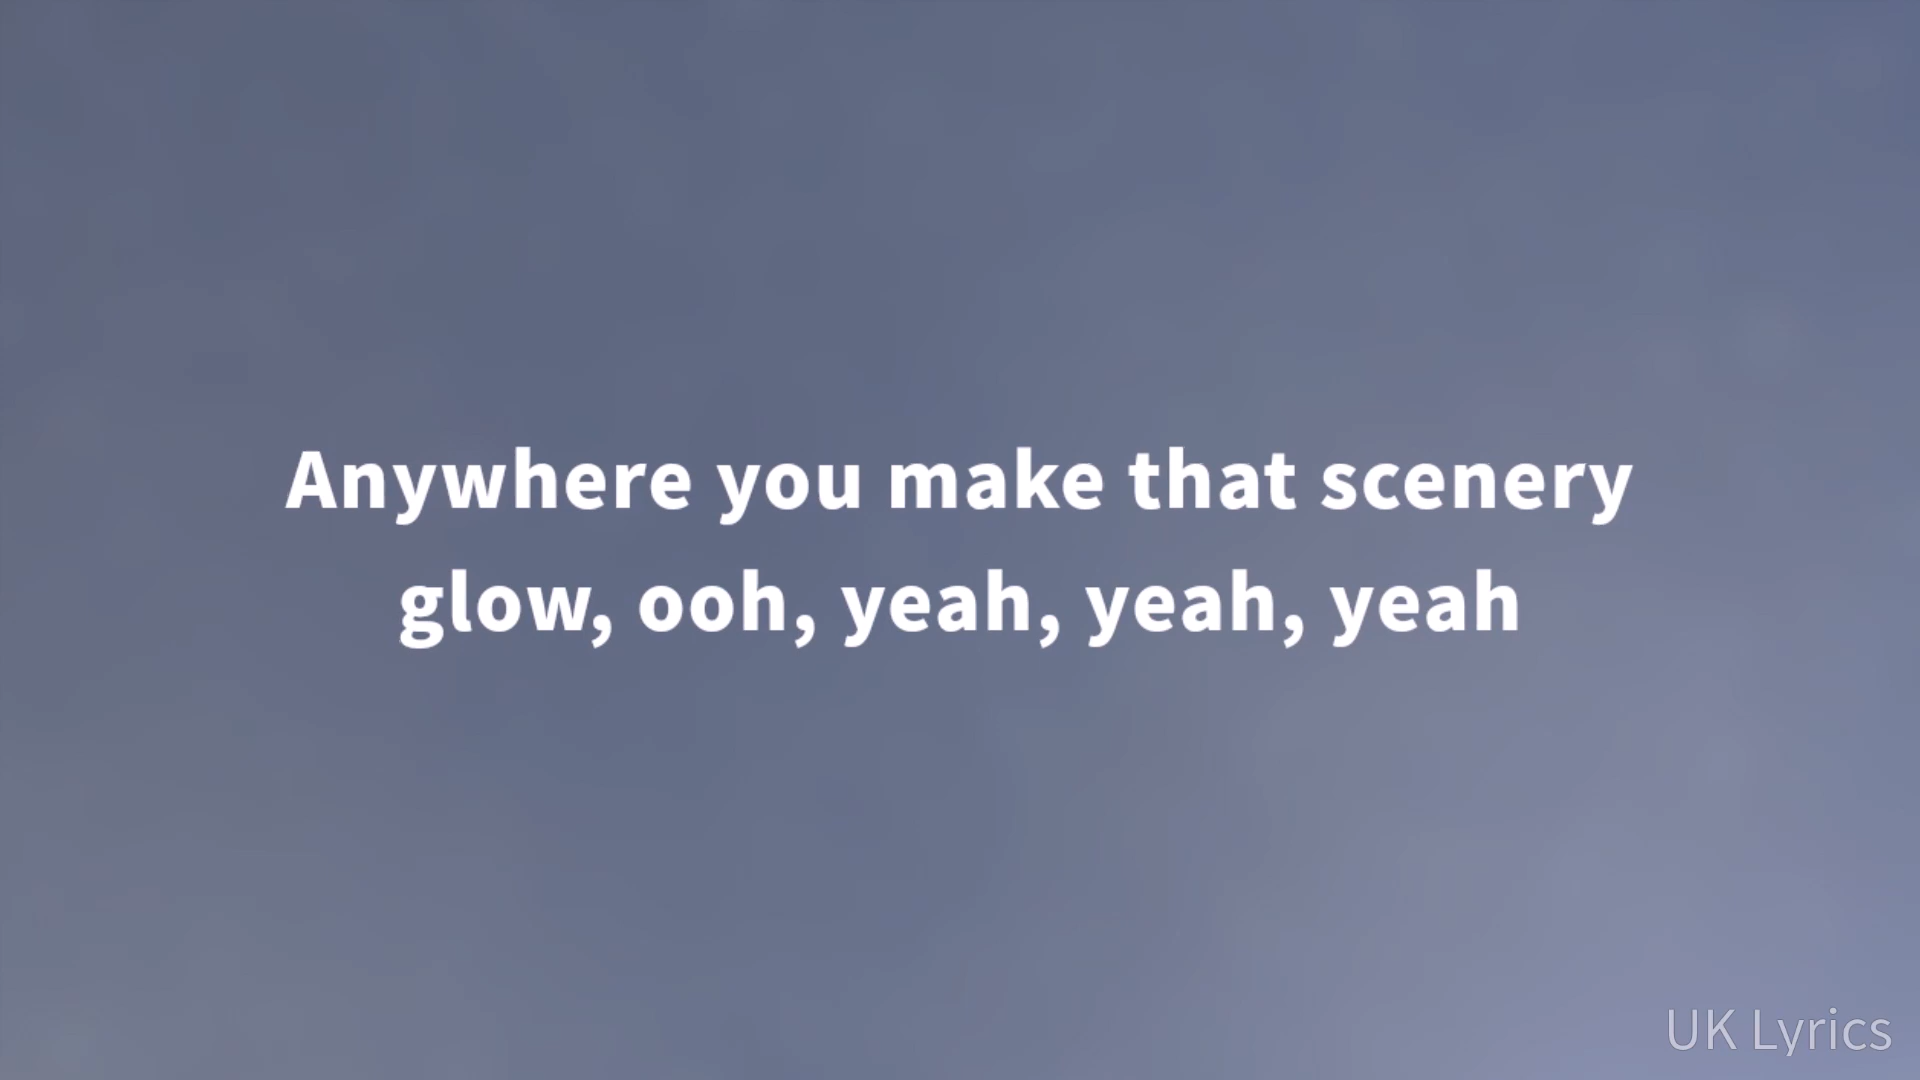 Anywhere you make that scenery
glow, ooh, yeah, yeah, yeah
UK Lyrics